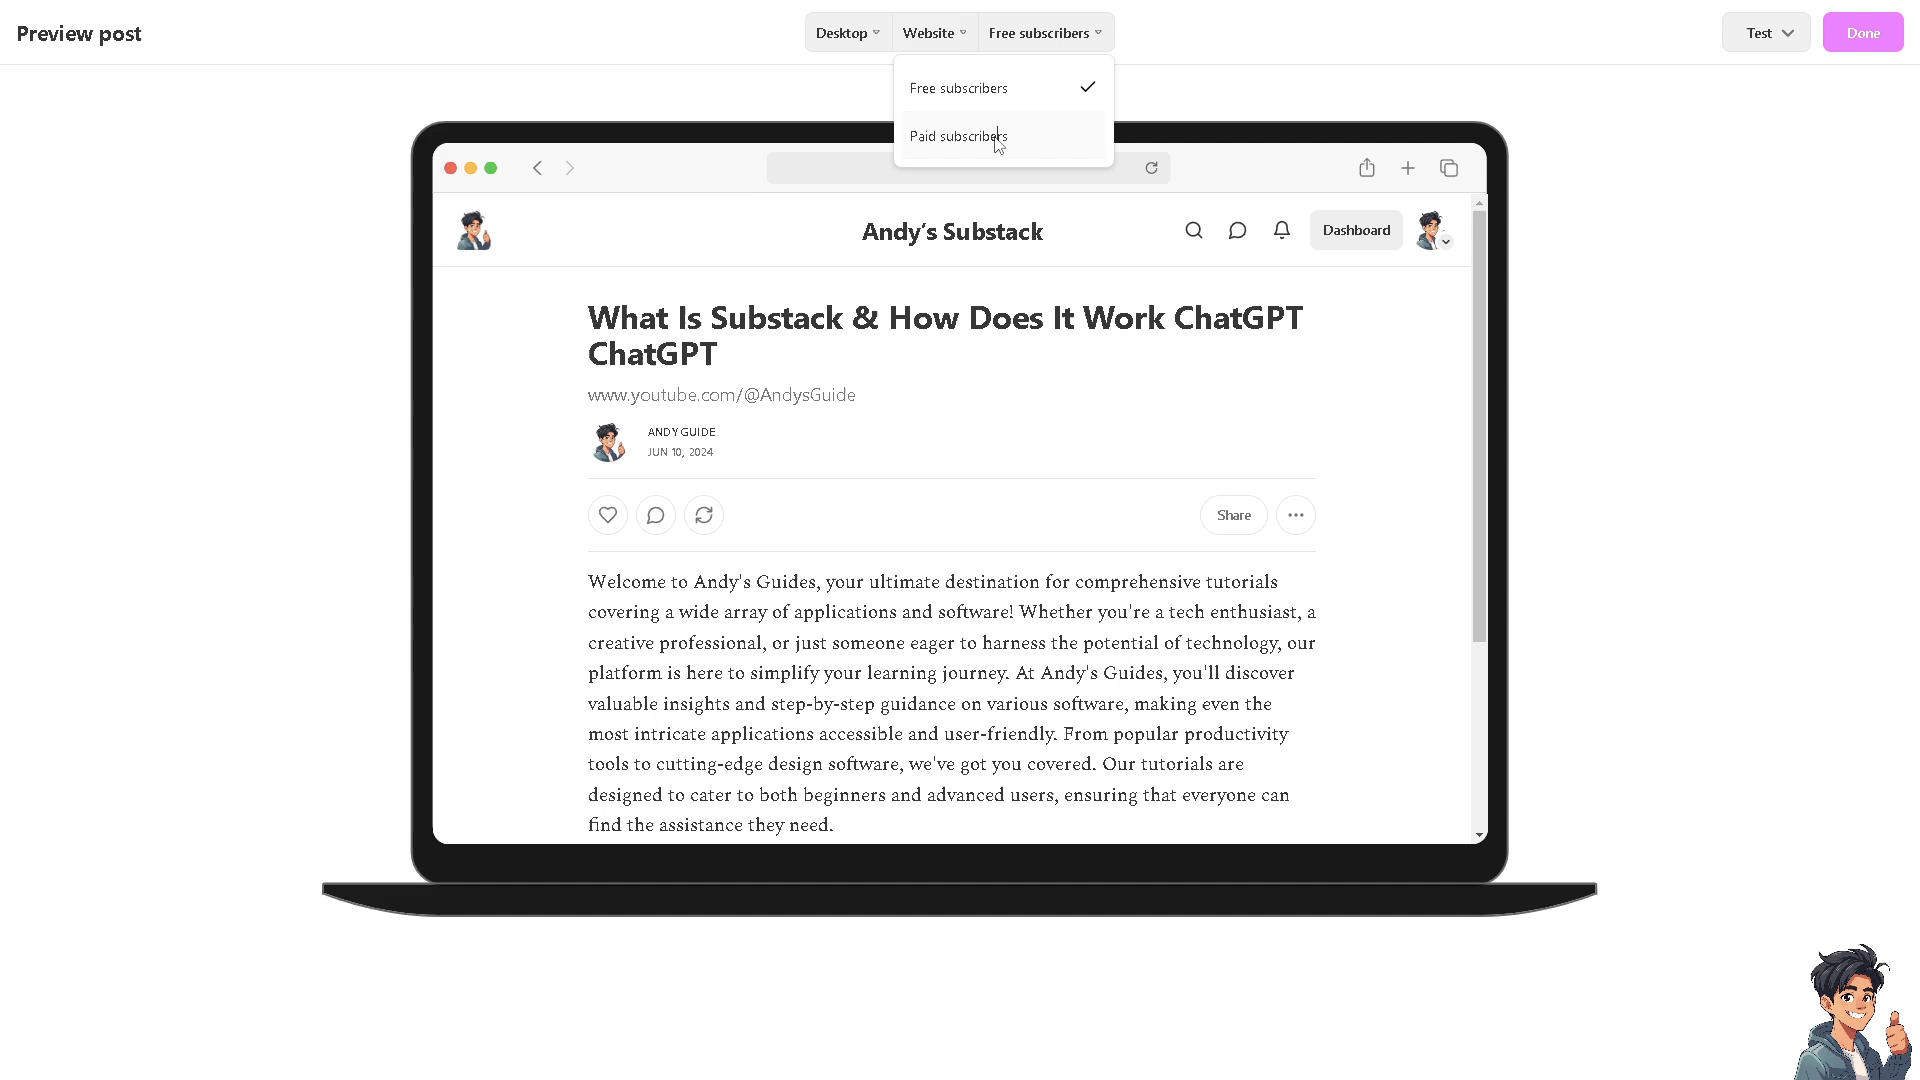 Preview post
Desktop
Website
Free subscribers
Test
Done
Free subscribers
Paid subscribers
Andy's Substack
Dashboard
What Is Substack & How Does It Work ChatGPT
ChatGPT
www.youtube.com/@AndysGuide
ANDY GUIDE
JUN 10, 2024
Share
Welcome to Andy's Guides, your ultimate destination for comprehensive tutorials
covering a wide array of applications and software! Whether you're a tech enthusiast, a
creative professional, or just someone eager to harness the potential of technology, our
platform is here to simplify your learning journey. At Andy's Guides, you'll discover
valuable insights and step-by-step guidance on various software, making even the
most intricate applications accessible and user-friendly. From popular productivity
tools to cutting-edge design software, we've got you covered. Our tutorials are
designed to cater to both beginners and advanced users, ensuring that everyone can
find the assistance they need.